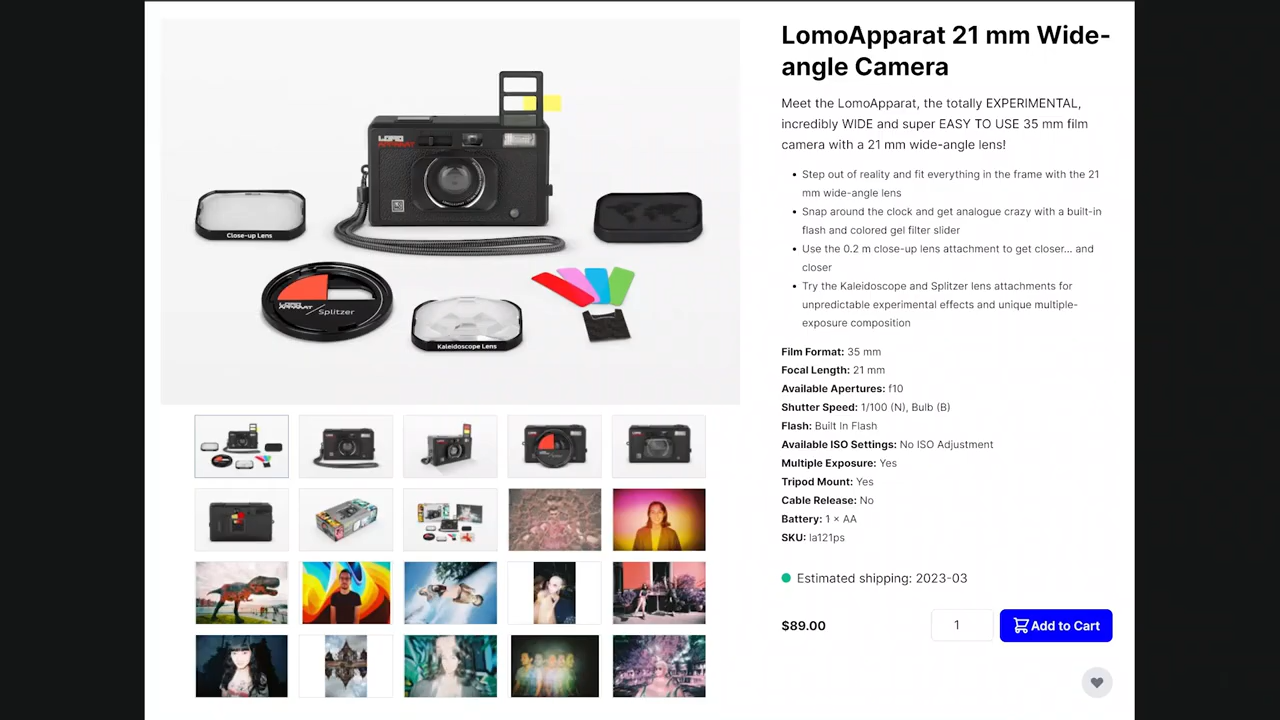 LomoApparat 21 mm Wide-
angle Camera
Meet the LomoApparat, the totally EXPERIMENTAL,
incredibly WIDE and super EASY TO USE 35 mm film
camera with a 21 mm wide-angle lens!
Step out of reality and fit everything in the frame with the 21
mm wide-angle lens
Snap around the clock and get analogue crazy with a built-in
flash and colored gel filter slider
Use the 0.2 m close-up lens attachment to get closer... and
closer
Try the Kaleidoscope and Splitzer lens attachments for
unpredictable experimental effects and unique multiple-
exposure composition
Film Format: 35 mm
Focal Length: 21 mm
Available Apertures: f10
Shutter Speed: 1/100 (N), Bulb (B)
Flash: Built In Flash
Available ISO Settings: No ISO Adjustment
Multiple Exposure: Yes
Tripod Mount: Yes
Cable Release: No
Battery: 1 × AA
SKU: la121ps
Estimated shipping: 2023-03
$89.00
1
Add to Cart
LOMO
APPARAT
Close-up Lens
LOMO
APPARAT
Splitzer
Kaleidoscope Lens